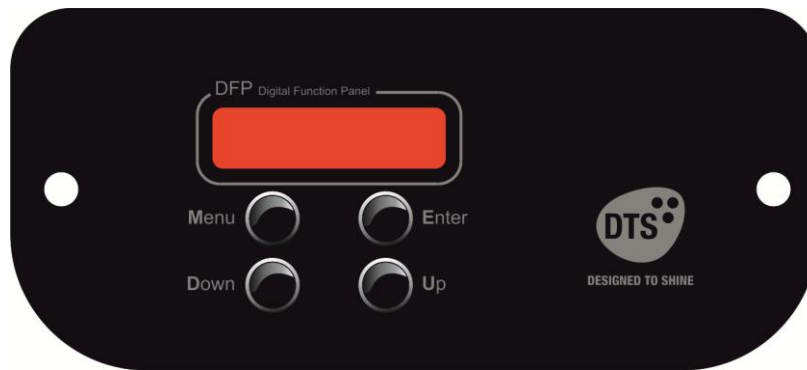 DFP Digital Function Panel
Menu
Enter
Down
Up
DTS
DESIGNED TO SHINE